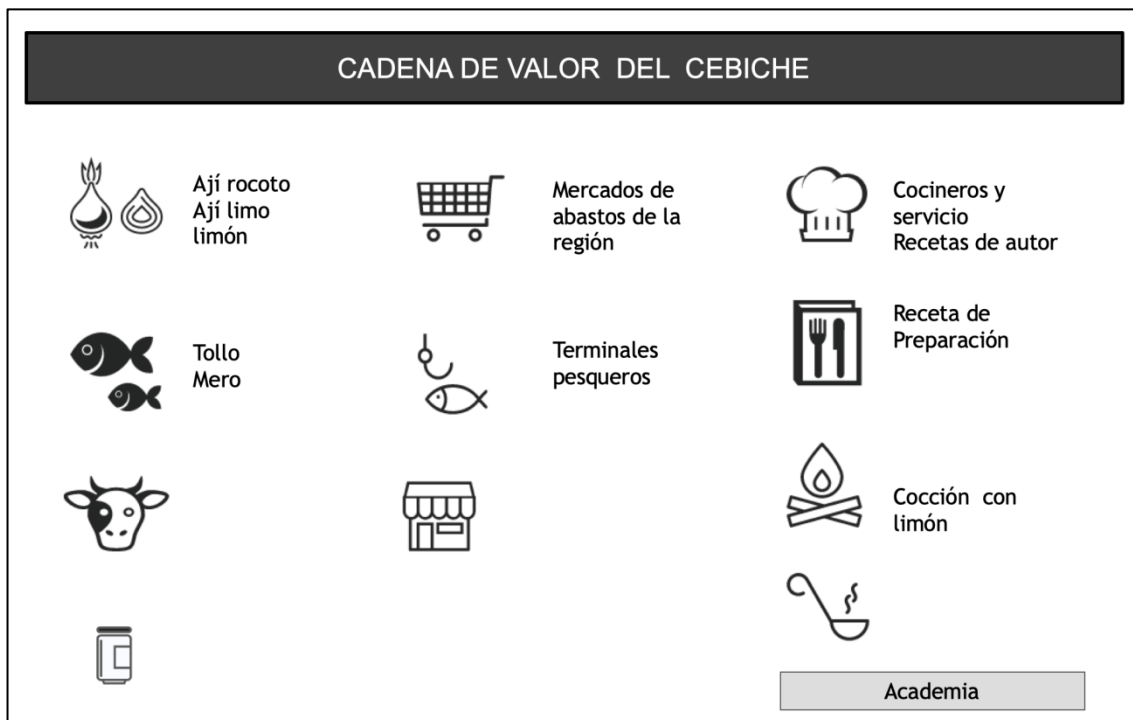 CADENA DE VALOR DEL CEBICHE
Ají rocoto
Ají limo
limón
Mercados de
abastos de la
región
Cocineros y
servicio
Recetas de autor
Tollo
Mero
Terminales
pesqueros
Receta de
Preparación
Cocción con
limón
Academia